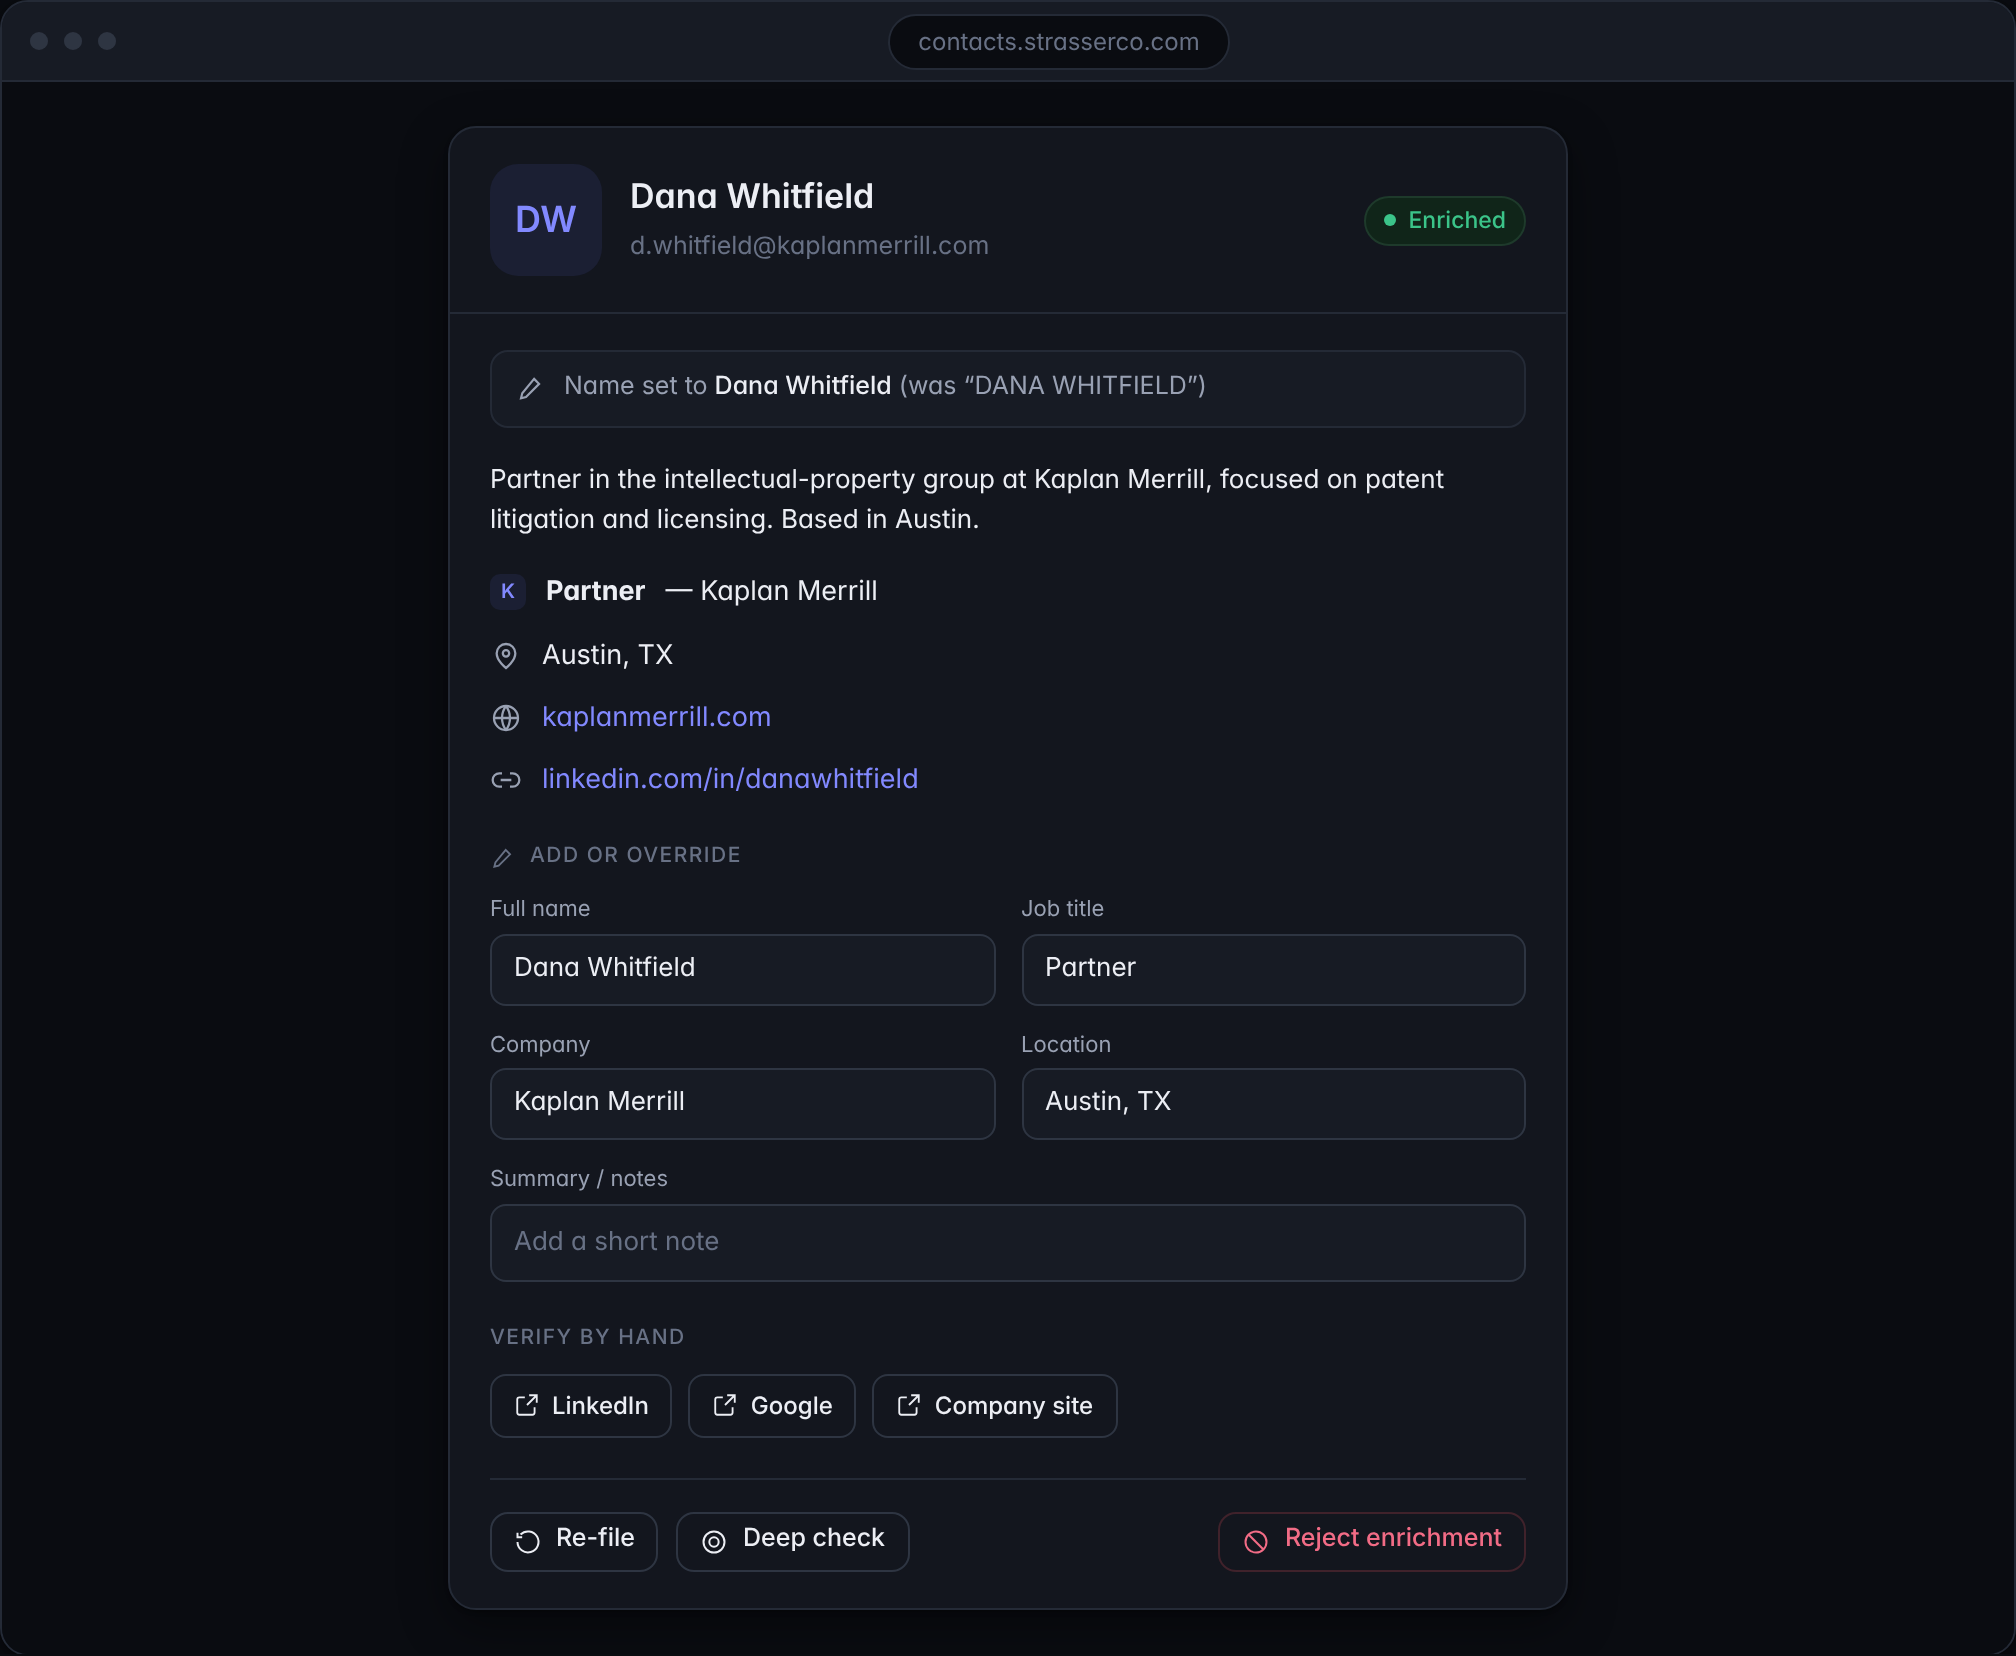 contacts.strasserco.com
DW
Dana Whitfield
d.whitfield@kaplanmerrill.com
Enriched
Name set to Dana Whitfield (was “DANA WHITFIELD”)
Partner in the intellectual-property group at Kaplan Merrill, focused on patent
litigation and licensing. Based in Austin.
K Partner — Kaplan Merrill
Austin, TX
kaplanmerrill.com
linkedin.com/in/danawhitfield
ADD OR OVERRIDE
Full name
Job title
Dana Whitfield
Partner
Company
Location
Kaplan Merrill
Austin, TX
Summary / notes
Add a short note
VERIFY BY HAND
LinkedIn
Google
Company site
Re-file
Deep check
Reject enrichment